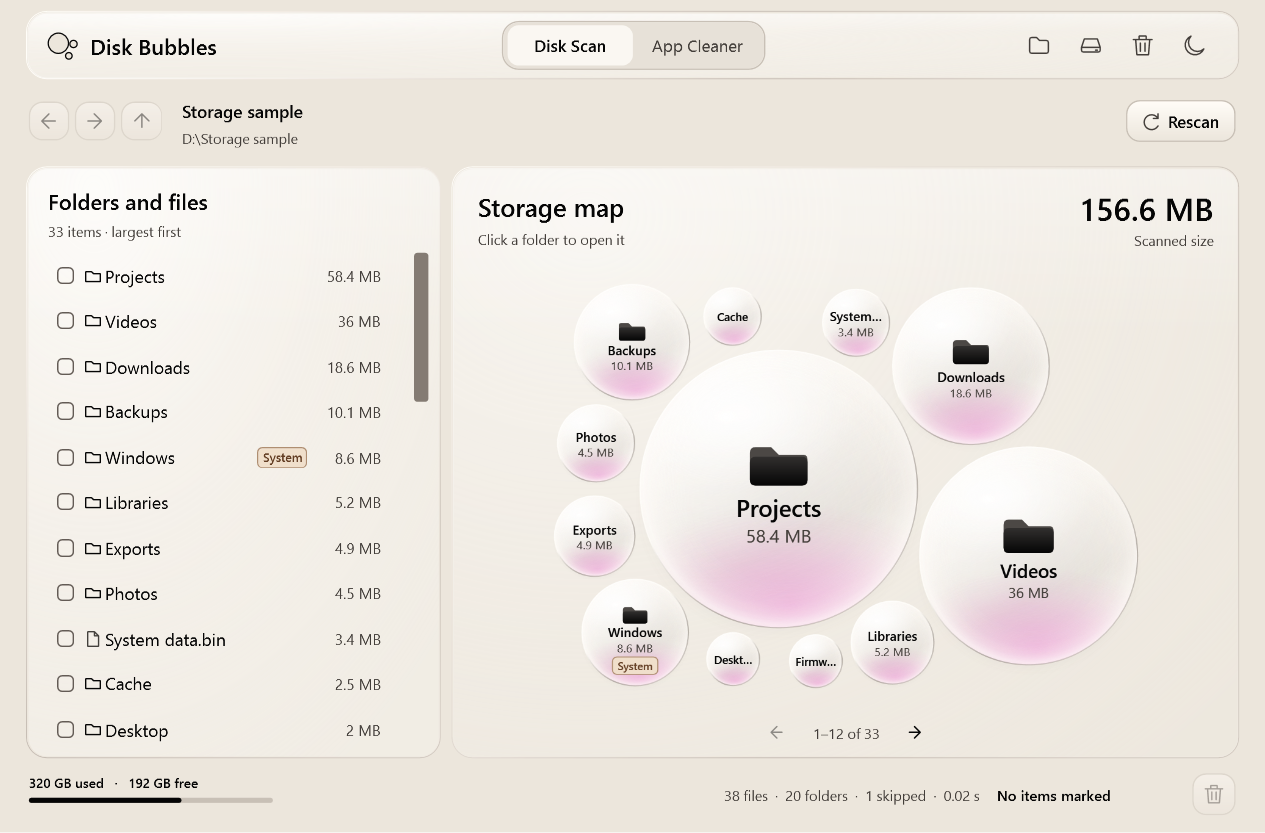 Disk Bubbles
Disk Scan
App Cleaner
Storage sample
D:\Storage sample
Rescan
Folders and files
33 items · largest first
Projects 58.4 MB
Videos 36 MB
Downloads 18.6 MB
Backups 10.1 MB
Windows System 8.6 MB
Libraries 5.2 MB
Exports 4.9 MB
Photos 4.5 MB
System data.bin 3.4 MB
Cache 2.5 MB
Desktop 2 MB
Storage map
Click a folder to open it
156.6 MB
Scanned size
Backups
10.1 MB
Cache
System...
3.4 MB
Downloads
18.6 MB
Photos
4.5 MB
Projects
58.4 MB
Exports
4.9 MB
Videos
36 MB
Windows
8.6 MB
System
Deskt...
Firmw...
Libraries
5.2 MB
1–12 of 33
320 GB used · 192 GB free
38 files · 20 folders · 1 skipped · 0.02 s No items marked